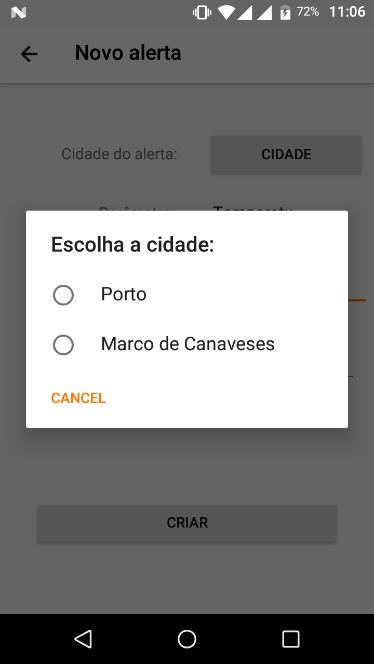 72% 11:06
Novo alerta
Cidade do alerta: CIDADE
Escolha a cidade:
Porto
Marco de Canaveses
CANCEL
CRIAR